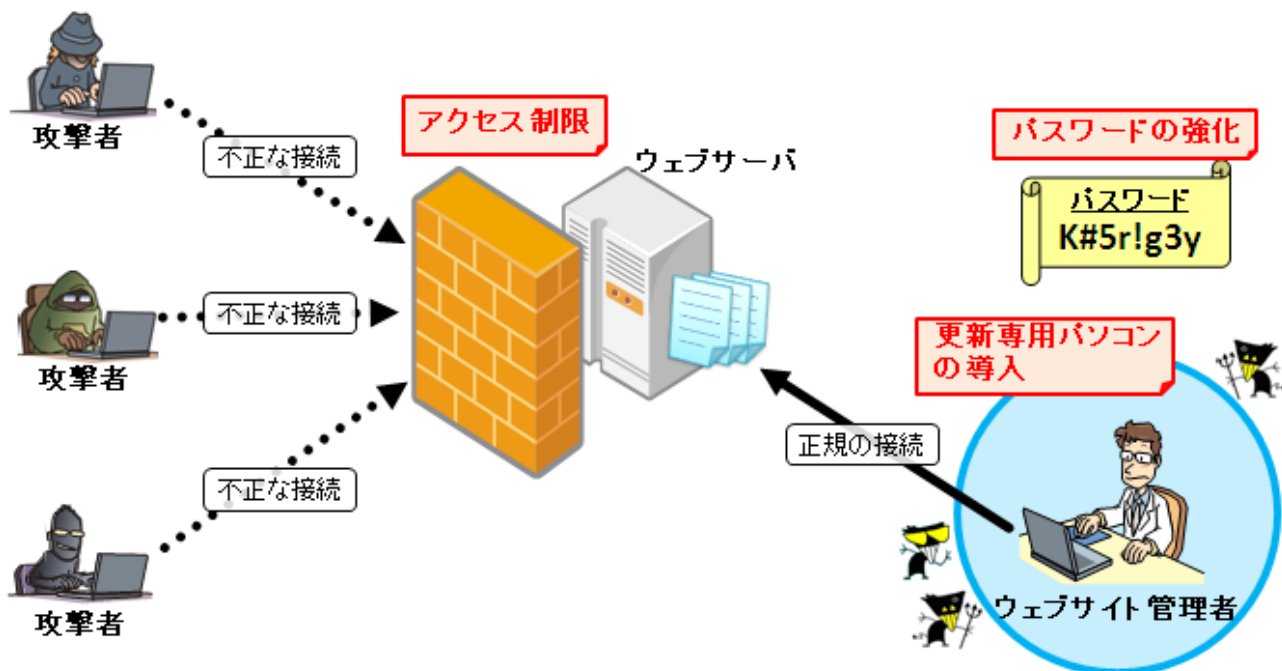 攻撃者
不正な接続
アクセス制限
ウェブサーバ
パスワードの強化
パスワード
K#5r!g3y
攻撃者
不正な接続
更新専用パソコン
の導入
正規の接続
不正な接続
攻撃者
ウェブサイト管理者